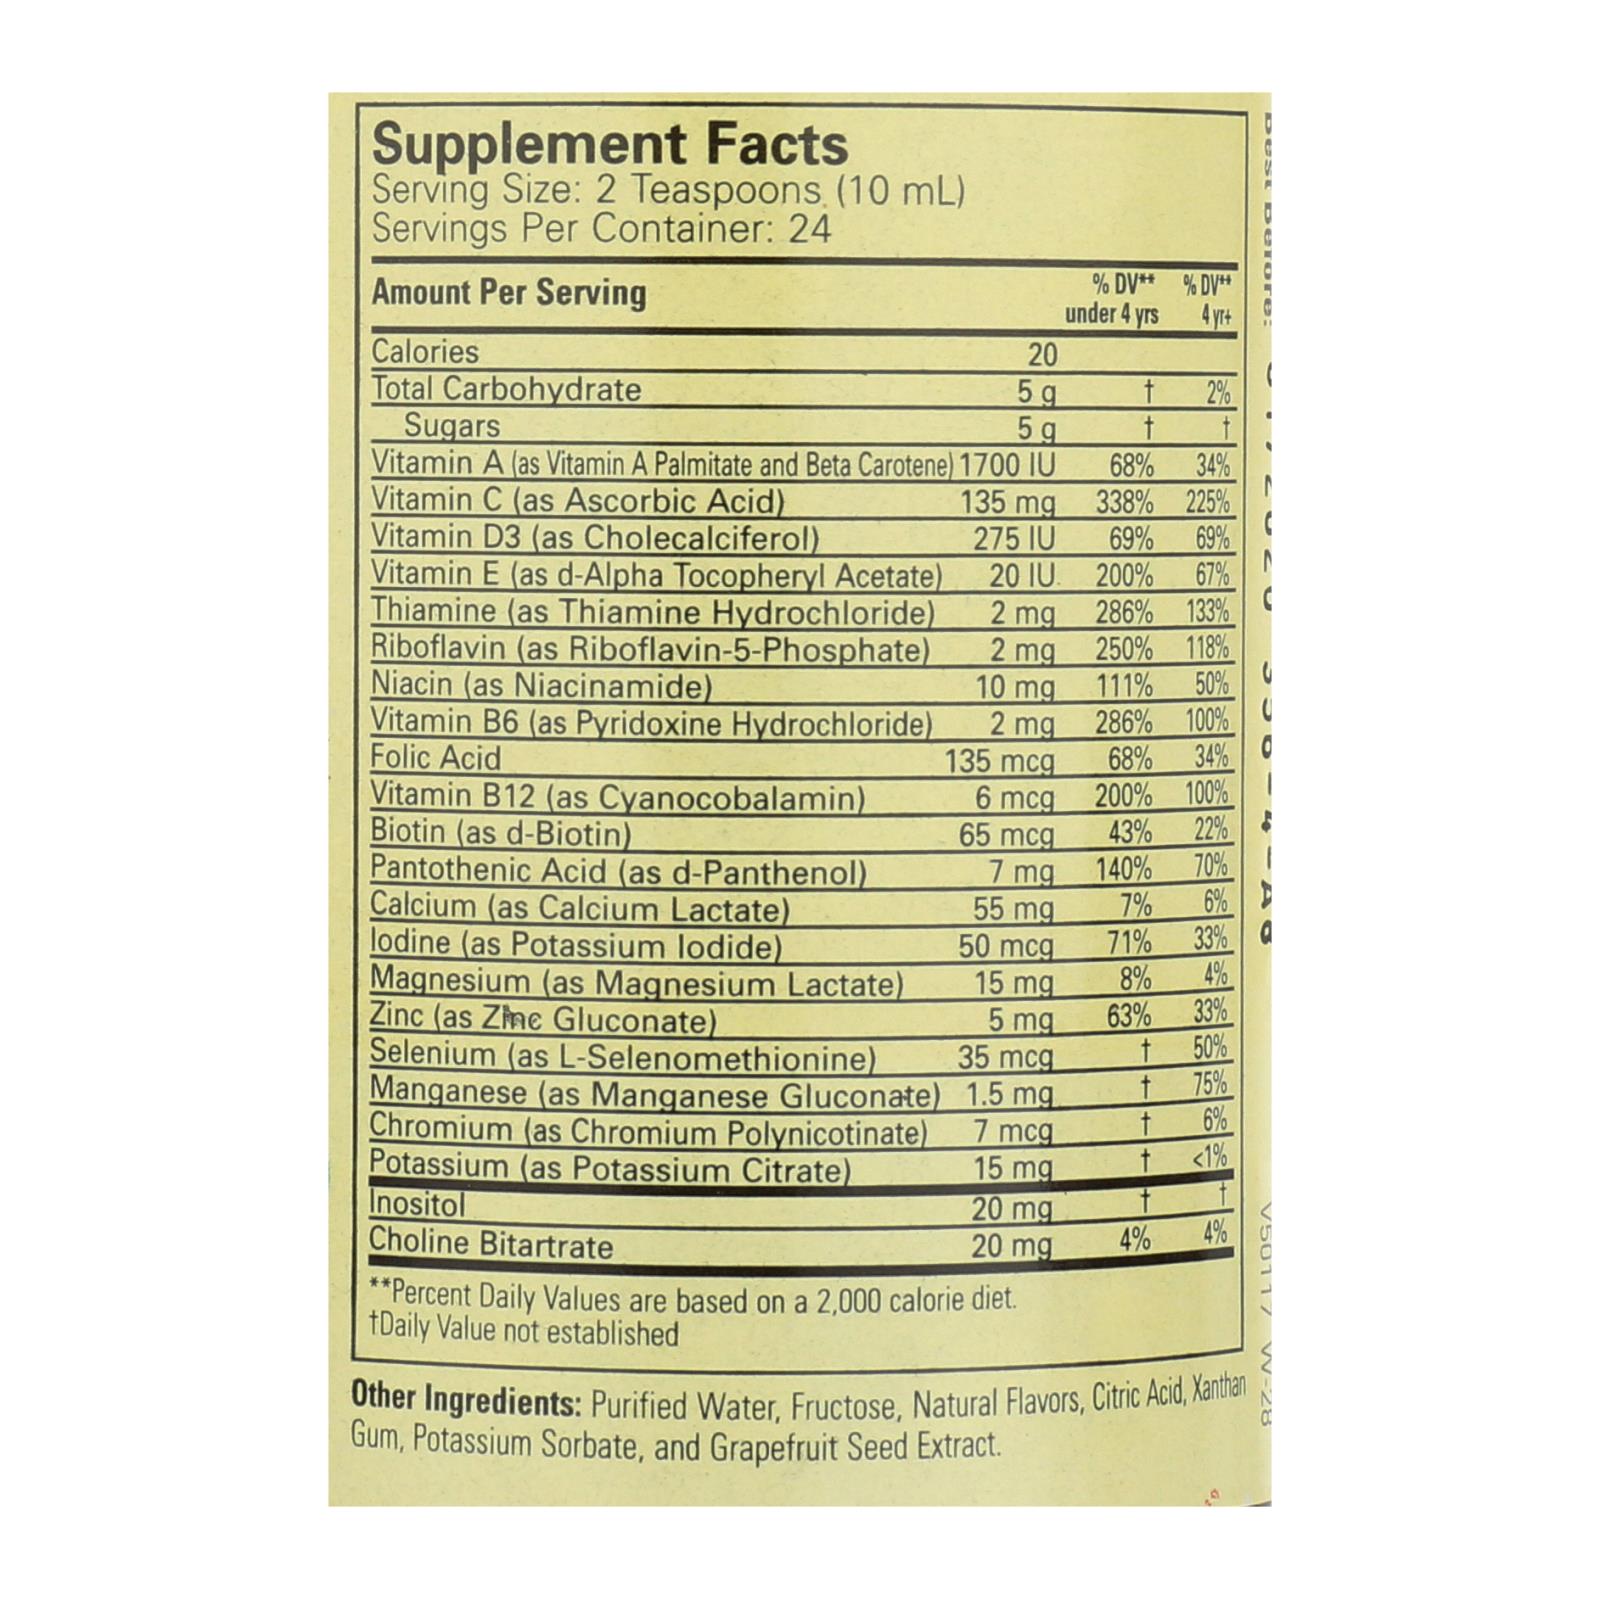 Supplement Facts
Serving Size: 2 Teaspoons (10 mL)
Servings Per Container: 24
Amount Per Serving % DV** under 4 yrs % DV** 4 yr+
Calories 20
Total Carbohydrate 5 g † 2%
Sugars 5 g † †
Vitamin A (as Vitamin A Palmitate and Beta Carotene) 1700 IU 68% 34%
Vitamin C (as Ascorbic Acid) 135 mg 338% 225%
Vitamin D3 (as Cholecalciferol) 275 IU 69% 69%
Vitamin E (as d-Alpha Tocopheryl Acetate) 20 IU 200% 67%
Thiamine (as Thiamine Hydrochloride) 2 mg 286% 133%
Riboflavin (as Riboflavin-5-Phosphate) 2 mg 250% 118%
Niacin (as Niacinamide) 10 mg 111% 50%
Vitamin B6 (as Pyridoxine Hydrochloride) 2 mg 286% 100%
Folic Acid 135 mcg 68% 34%
Vitamin B12 (as Cyanocobalamin) 6 mcg 200% 100%
Biotin (as d-Biotin) 65 mcg 43% 22%
Pantothenic Acid (as d-Panthenol) 7 mg 140% 70%
Calcium (as Calcium Lactate) 55 mg 7% 6%
Iodine (as Potassium Iodide) 50 mcg 71% 33%
Magnesium (as Magnesium Lactate) 15 mg 8% 4%
Zinc (as Zinc Gluconate) 5 mg 63% 33%
Selenium (as L-Selenomethionine) 35 mcg † 50%
Manganese (as Manganese Gluconate) 1.5 mg † 75%
Chromium (as Chromium Polynicotinate) 7 mcg † 6%
Potassium (as Potassium Citrate) 15 mg † <1%
Inositol 20 mg † †
Choline Bitartrate 20 mg 4% 4%
**Percent Daily Values are based on a 2,000 calorie diet.
†Daily Value not established
Other Ingredients: Purified Water, Fructose, Natural Flavors, Citric Acid, Xanthan
Gum, Potassium Sorbate, and Grapefruit Seed Extract.
Best Before: